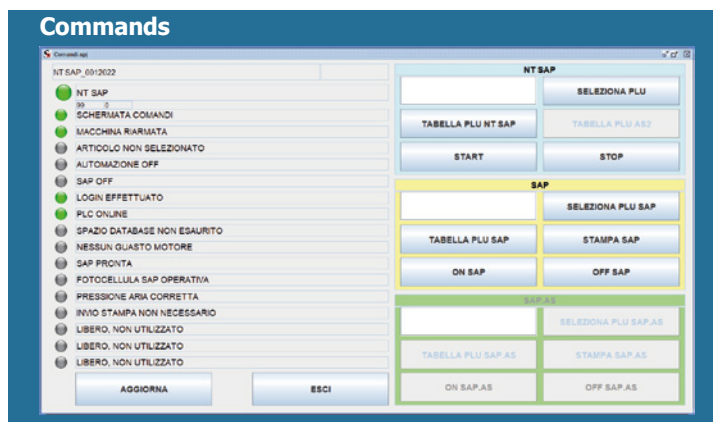 Commands
Comandi.spj
NT SAP_6012022
NT SAP
99 0
SCHERMATA COMANDI
MACCHINA RIARMATA
ARTICOLO NON SELEZIONATO
AUTOMAZIONE OFF
SAP OFF
LOGIN EFFETTUATO
PLC ONLINE
SPAZIO DATABASE NON ESAURITO
NESSUN GUASTO MOTORE
SAP PRONTA
FOTOCELLULA SAP OPERATIVA
PRESSIONE ARIA CORRETTA
INVIO STAMPA NON NECESSARIO
LIBERO, NON UTILIZZATO
LIBERO, NON UTILIZZATO
LIBERO, NON UTILIZZATO
AGGIORNA
ESCI
NT SAP
SELEZIONA PLU
TABELLA PLU NT SAP
TABELLA PLU AS2
START
STOP
SAP
SELEZIONA PLU SAP
TABELLA PLU SAP
STAMPA SAP
ON SAP
OFF SAP
SAP.AS
SELEZIONA PLU SAP.AS
TABELLA PLU SAP.AS
STAMPA SAP.AS
ON SAP.AS
OFF SAP.AS